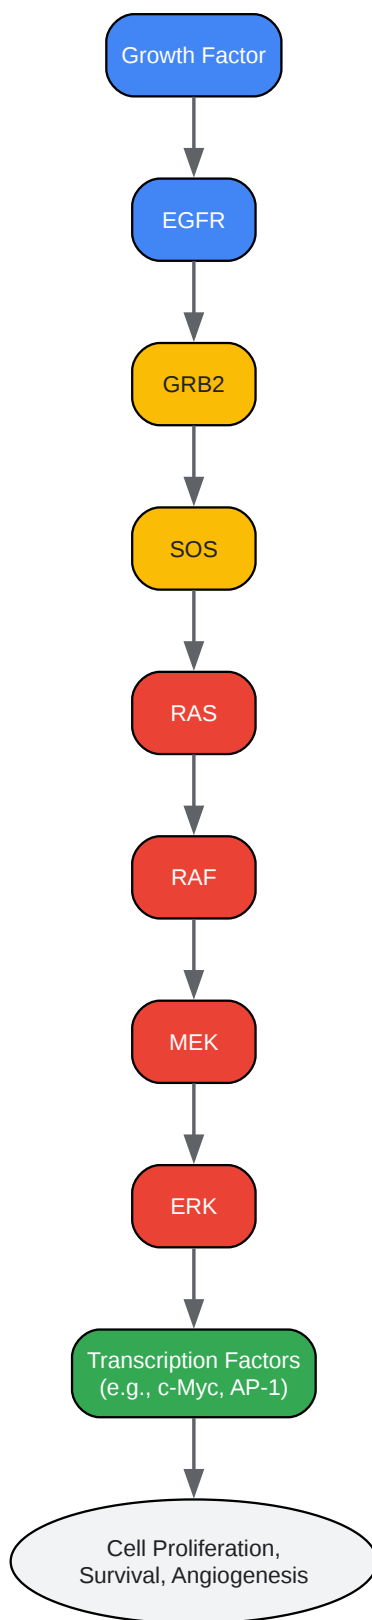 Growth Factor
EGFR
GRB2
SOS
RAS
RAF
MEK
ERK
Transcription Factors
(e.g., c-Myc, AP-1)
Cell Proliferation,
Survival, Angiogenesis